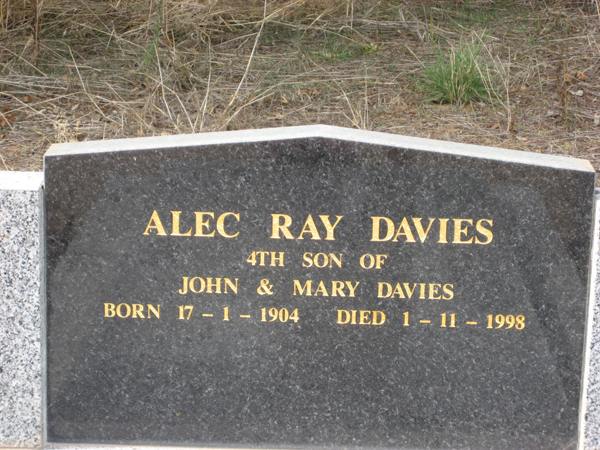 ALEC RAY DAVIES
4TH SON OF
JOHN & MARY DAVIES
BORN 17 - 1 - 1904 DIED 1 - 11 - 1998